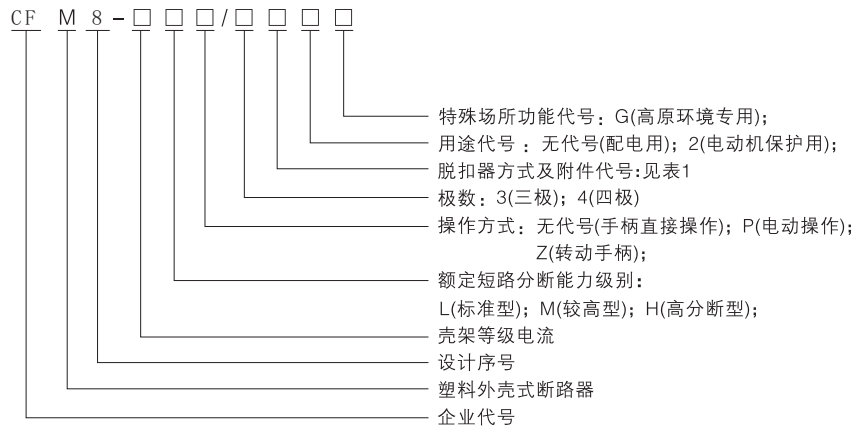 CF M 8-□□□/□□□□
特殊场所功能代号：G(高原环境专用)；
用途代号：无代号(配电用)；2(电动机保护用)；
脱扣器方式及附件代号:见表1
极数：3(三极)；4(四极)
操作方式：无代号(手柄直接操作)；P(电动操作)；
Z(转动手柄)；
额定短路分断能力级别：
L(标准型)；M(较高型)；H(高分断型)；
壳架等级电流
设计序号
塑料外壳式断路器
企业代号